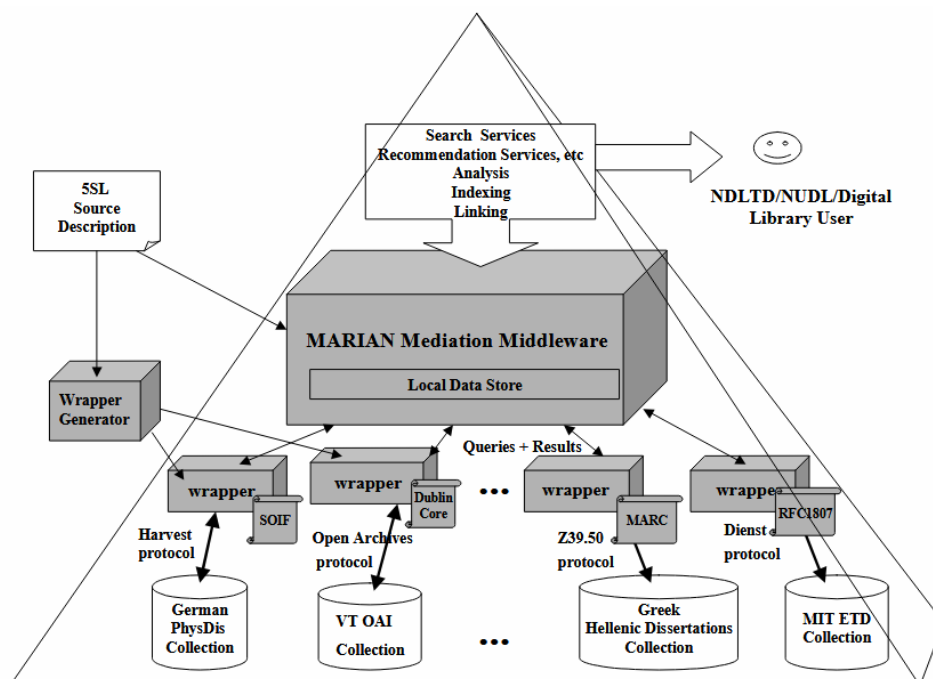 Search Services
Recommendation Services, etc
Analysis
Indexing
Linking
NDLTD/NUDL/Digital
Library User
5SL
Source
Description
MARIAN Mediation Middleware
Local Data Store
Wrapper
Generator
Queries + Results
wrapper
SOIF
wrapper
Dublin
Core
•••
wrapper
MARC
wrappe
RFC1807
Harvest
protocol
Open Archives
protocol
Z39.50
protocol
Dienst
protocol
German
PhysDis
Collection
VT OAI
Collection
•••
Greek
Hellenic Dissertations
Collection
MIT ETD
Collection